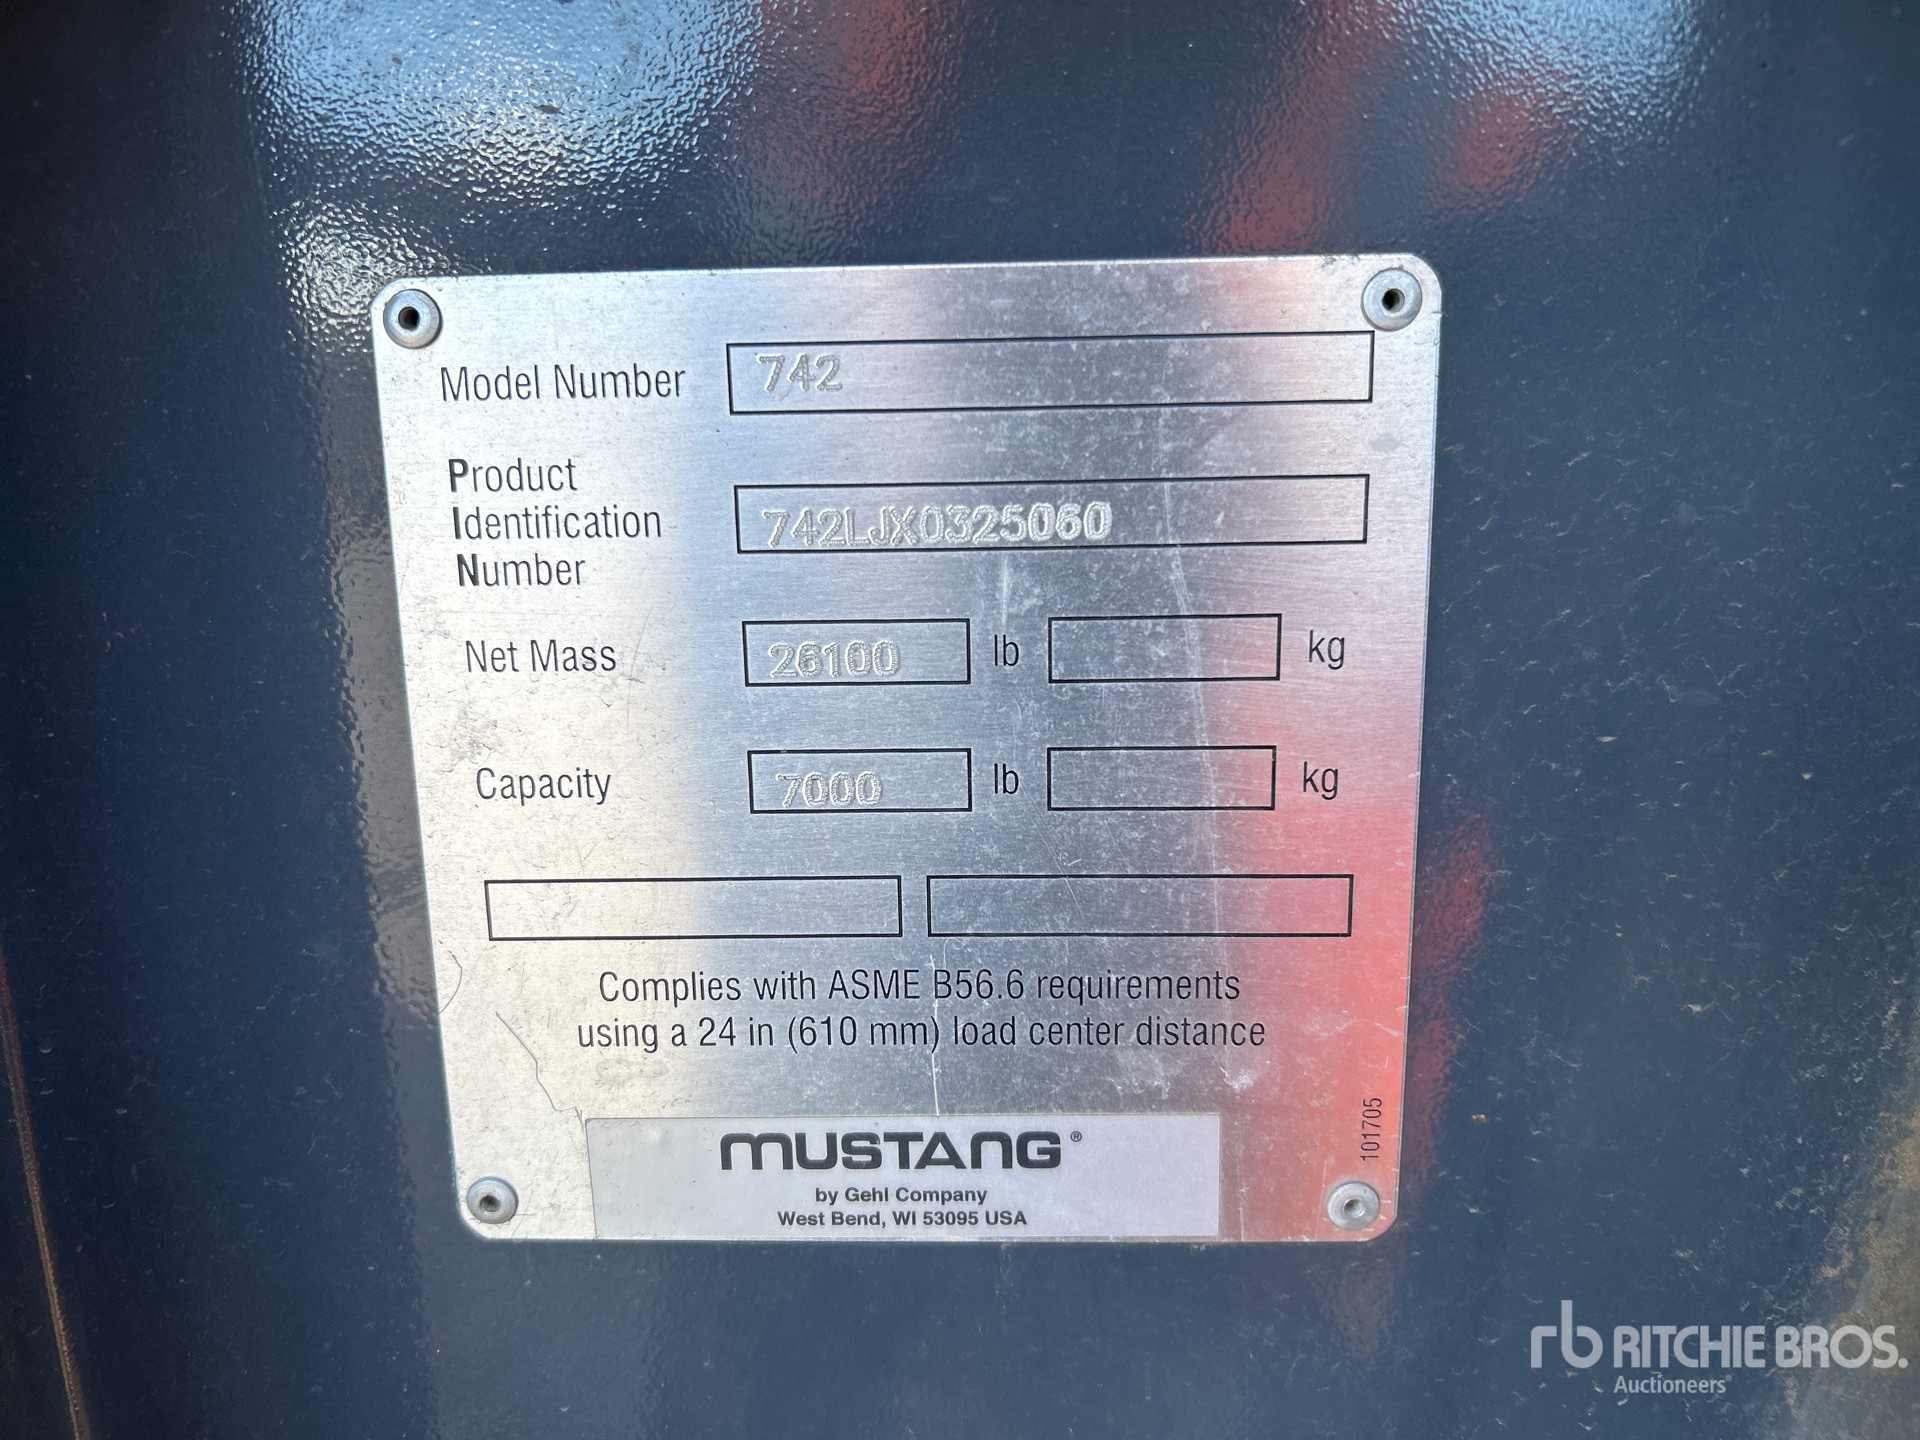 Model Number 742
Product
Identification 742LJX0325060
Number
Net Mass 26100 lb kg
Capacity 7000 lb kg
Complies with ASME B56.6 requirements
using a 24 in (610 mm) load center distance
101705
MUSTANG®
by Gehl Company
West Bend, WI 53095 USA
rb RITCHIE BROS.
Auctioneers